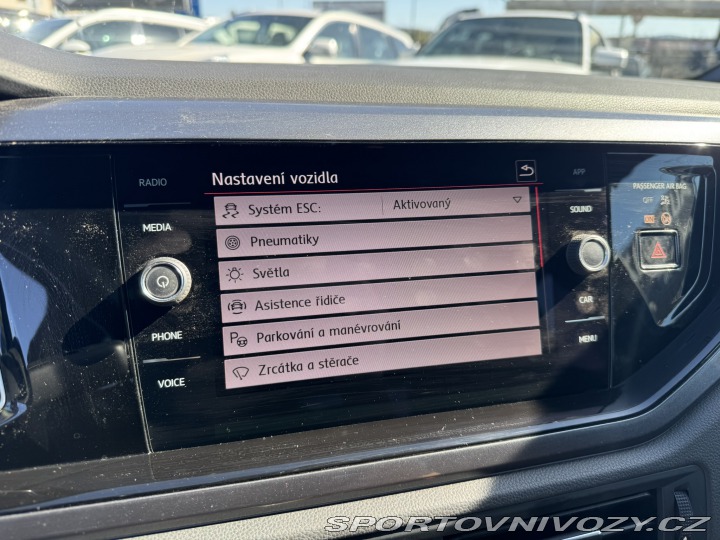 RADIO
MEDIA
PHONE
VOICE
Nastavení vozidla
Systém ESC: Aktivovaný
Pneumatiky
Světla
Asistence řidiče
Parkování a manévrování
Zrcátka a stěrače
APP
SOUND
CAR
MENU
PASSENGER AIR BAG
OFF
SPORTOVNIVOZY.CZ